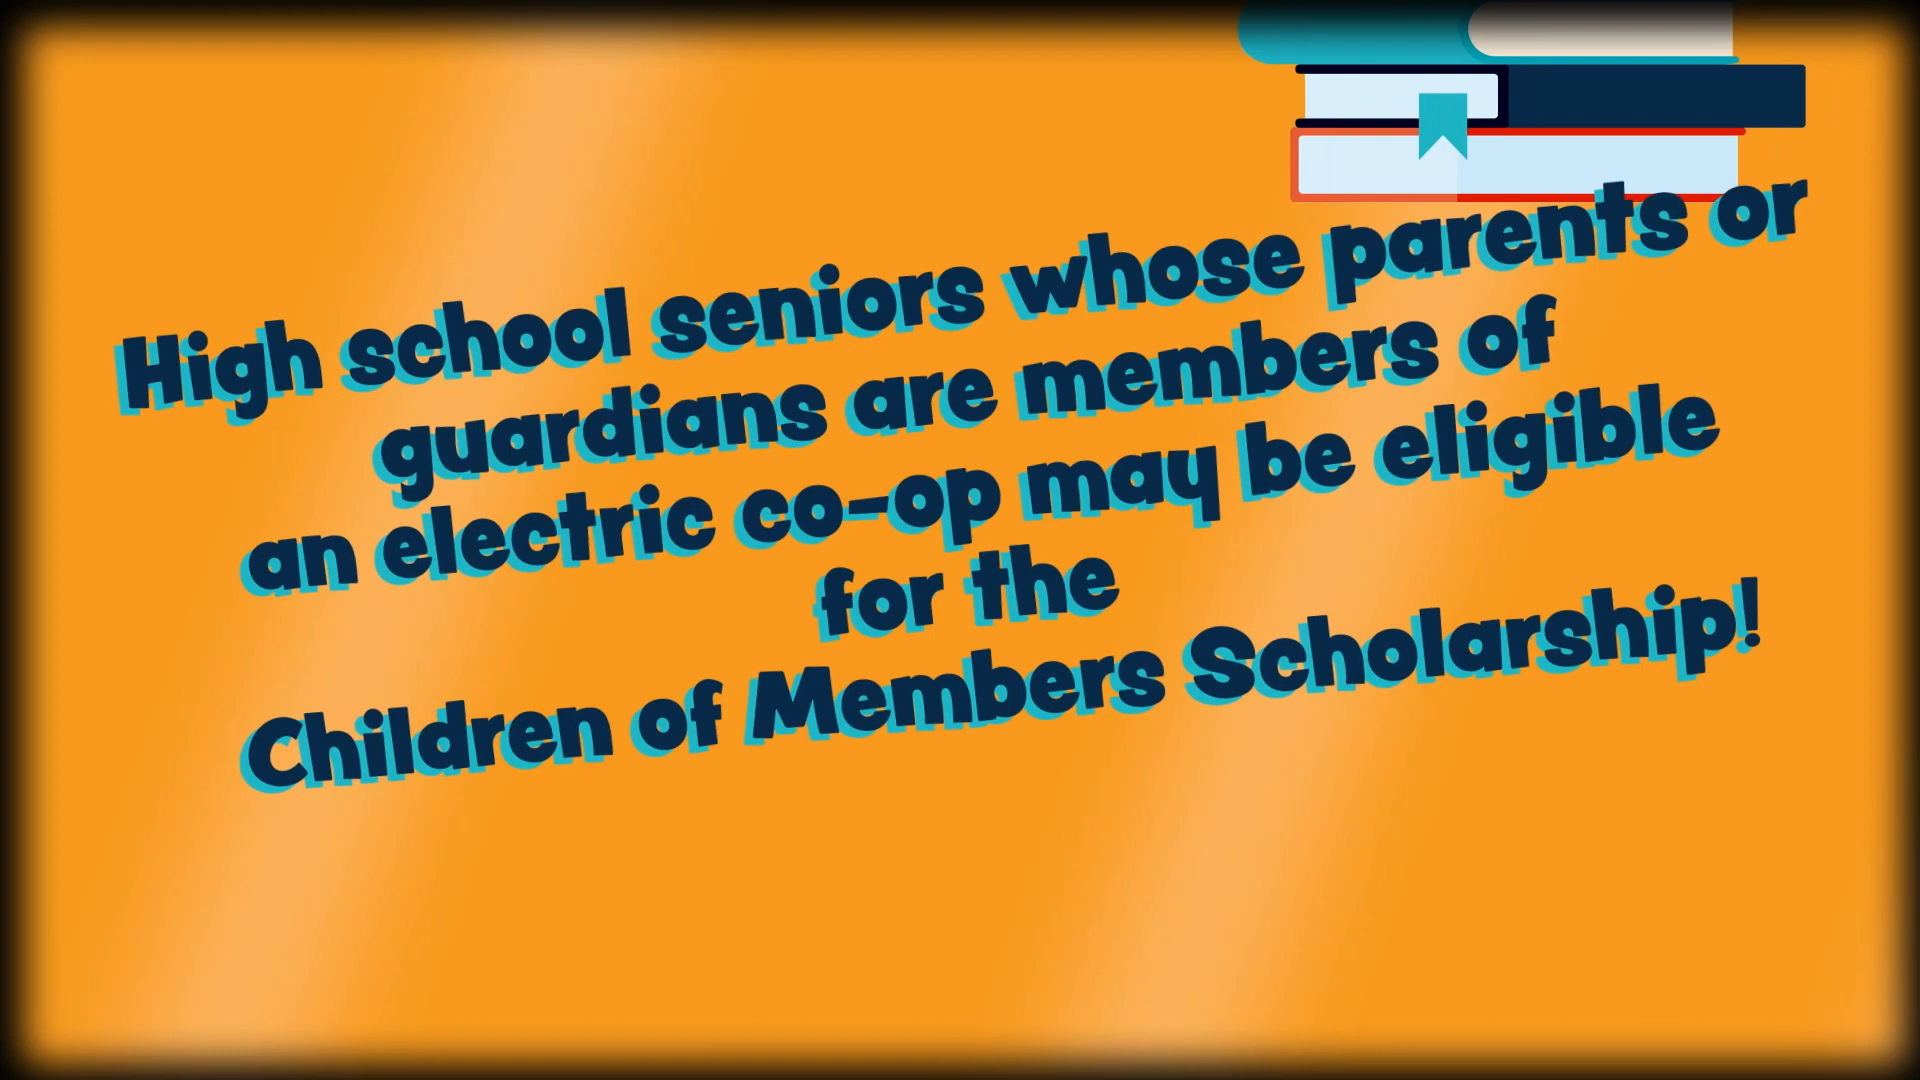 High school seniors whose parents or
guardians are members of
an electric co-op may be eligible
for the
Children of Members Scholarship!